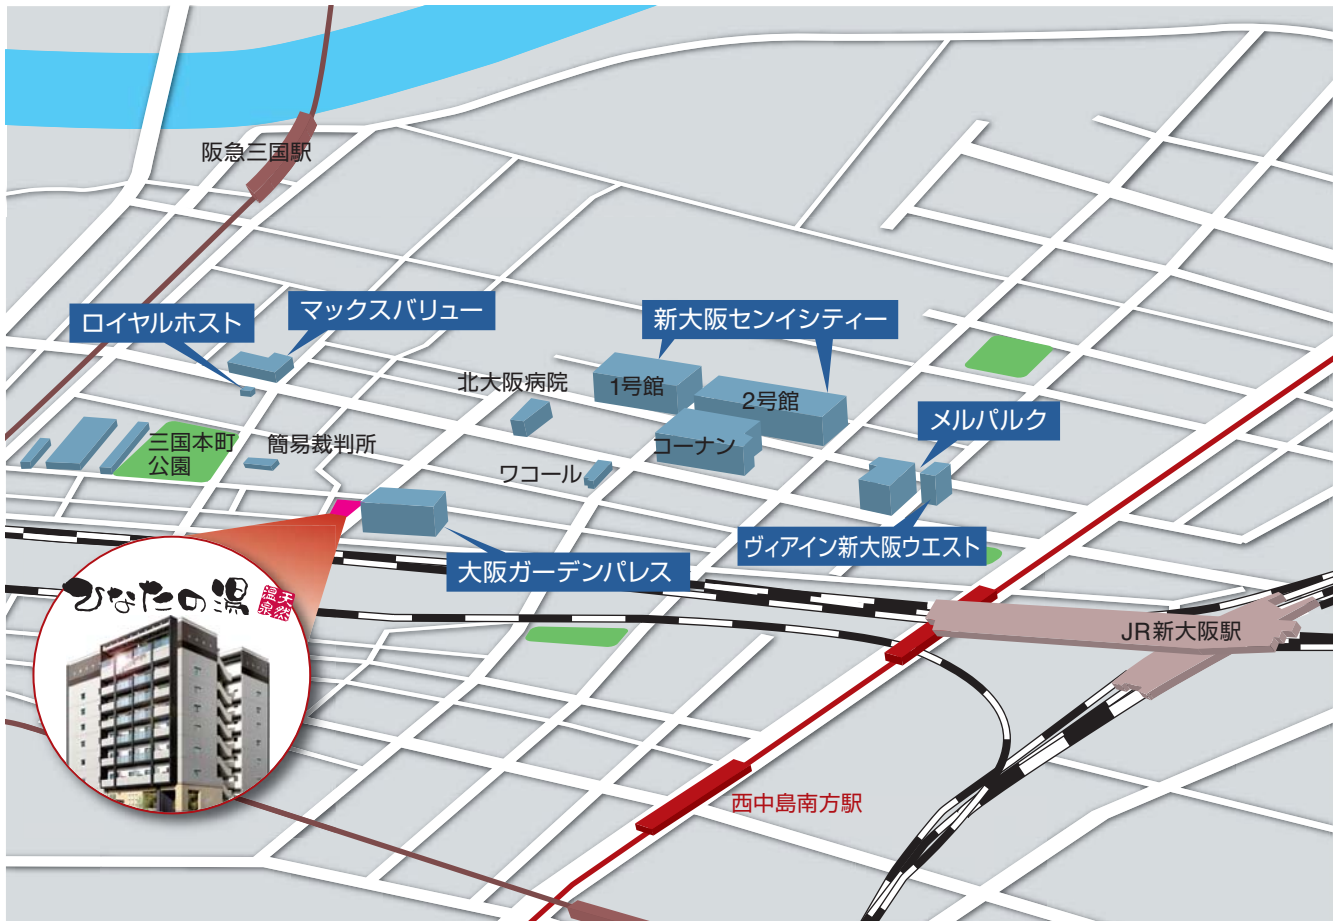 阪急三国駅
ロイヤルホスト
マックスバリュー
新大阪センイシティー
北大阪病院
1号館
2号館
メルパルク
三国本町
公園
簡易裁判所
コーナン
ワコール
ヴィアイン新大阪ウエスト
大阪ガーデンパレス
ひなたの湯
天然
温泉
JR新大阪駅
西中島南方駅